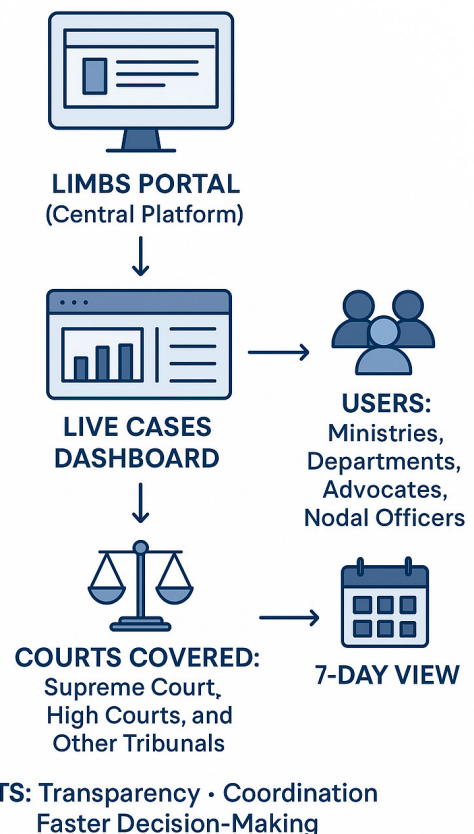 LIMBS PORTAL
(Central Platform)
LIVE CASES
DASHBOARD
USERS:
Ministries,
Departments,
Advocates,
Nodal Officers
COURTS COVERED:
Supreme Court,
High Courts, and
Other Tribunals
7-DAY VIEW
TS: Transparency • Coordination
Faster Decision-Making